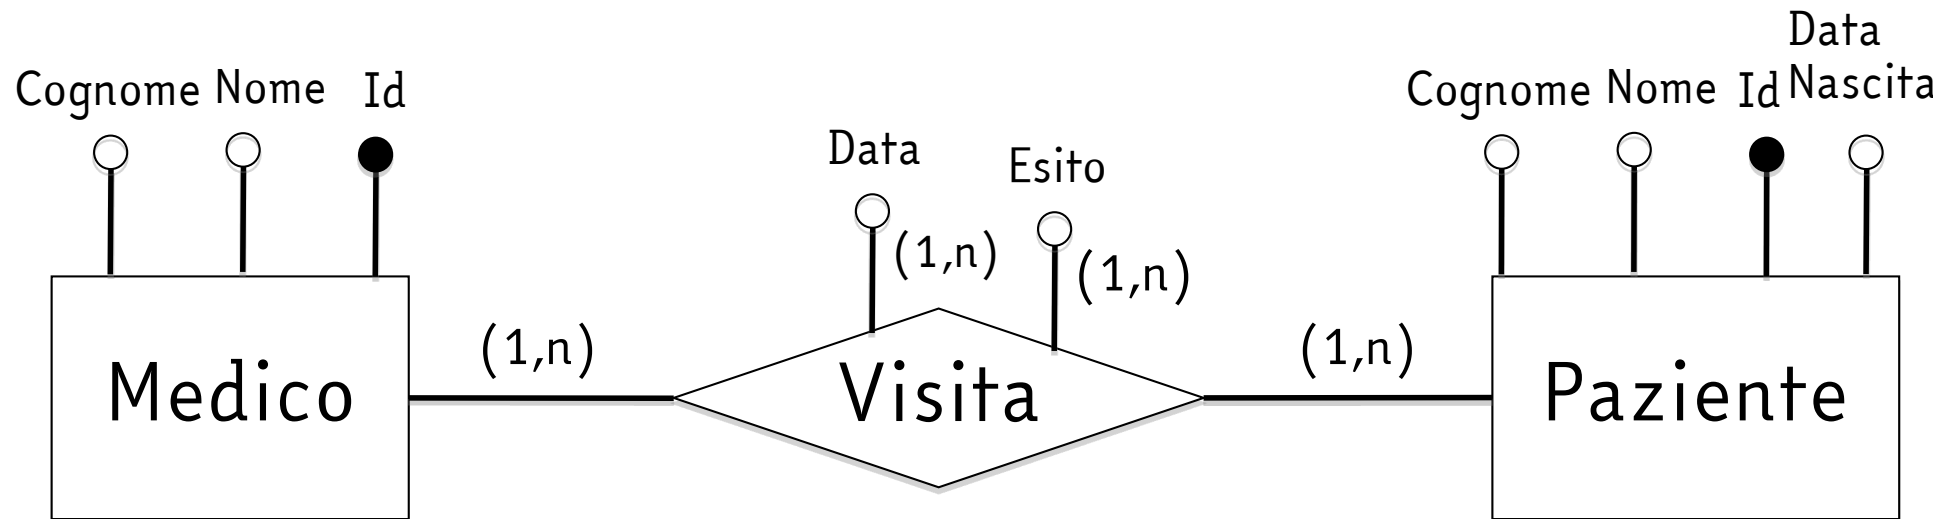 Cognome Nome Id
Data
Esito
(1,n)
(1,n)
Data
Nascita
Cognome Nome Id
(1,n)
(1,n)
Medico
Visita
Paziente